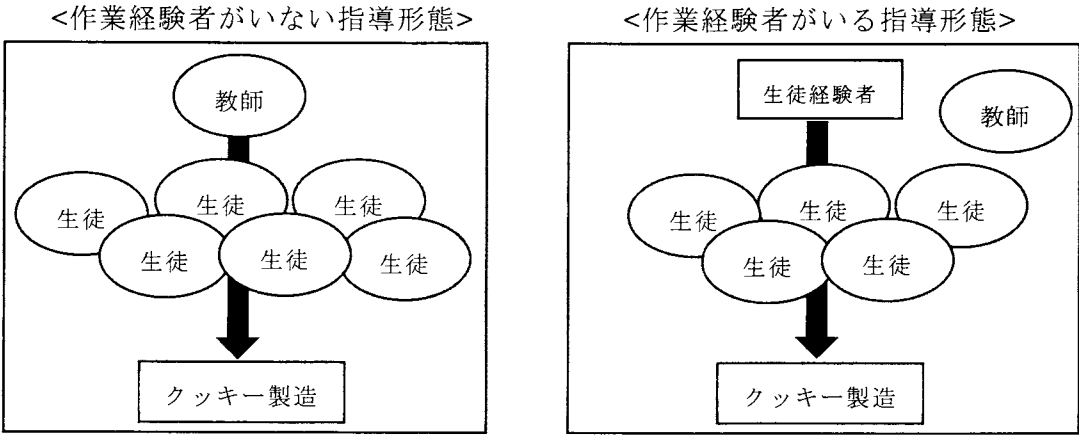 <作業経験者がいない指導形態>
教師
生徒
生徒
生徒
生徒
生徒
生徒
クッキー製造
<作業経験者がいる指導形態>
生徒経験者
教師
生徒
生徒
生徒
生徒
生徒
クッキー製造